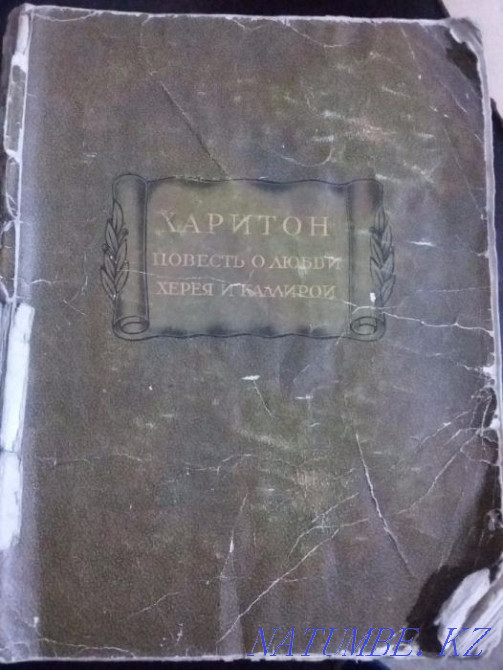 ХАРИТОН
ПОВЕСТЬ О ЛЮБВИ
ХЕРЕЯ И КАЛЛИРОИ
NATUMBE. KZ